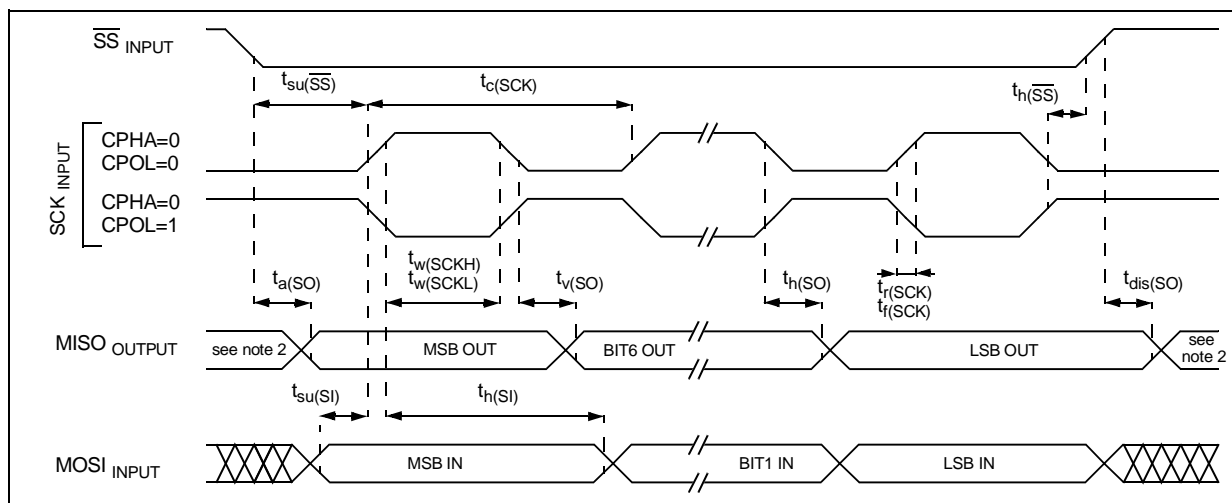 SS INPUT
tsu(SS)
tc(SCK)
th(SS)
SCK INPUT
CPHA=0
CPOL=0
CPHA=0
CPOL=1
ta(SO)
tw(SCKH)
tw(SCKL)
tv(SO)
th(SO)
tr(SCK)
tf(SCK)
tdis(SO)
MISO OUTPUT
see note 2
MSB OUT
BIT6 OUT
LSB OUT
see
note 2
tsu(SI)
th(SI)
MOSI INPUT
MSB IN
BIT1 IN
LSB IN